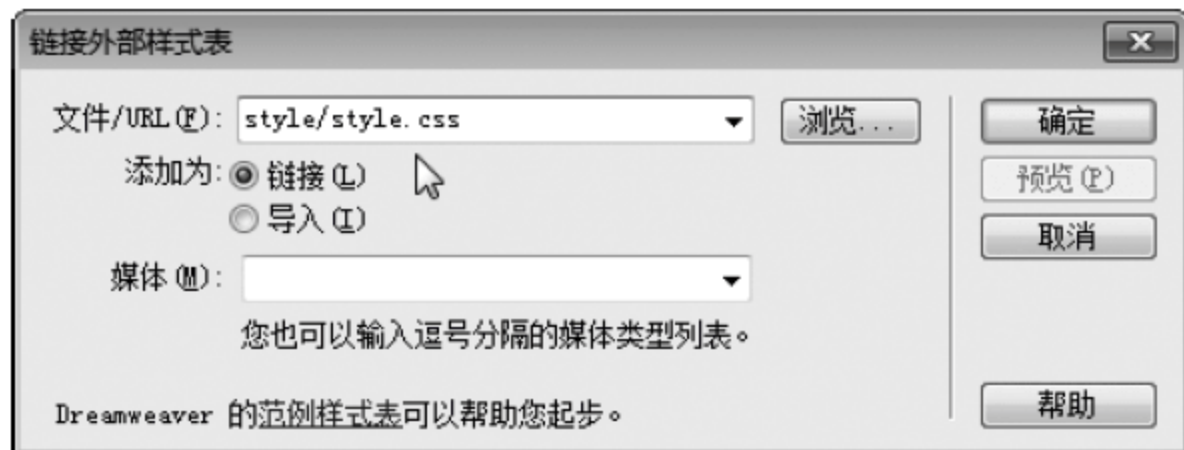 链接外部样式表
文件/URL(F): style/style.css 浏览... 确定
添加为: 链接(L) 预览(P)
导入(I) 取消
媒体(M):
您也可以输入逗号分隔的媒体类型列表。
Dreamweaver 的范例样式表可以帮助您起步。 帮助